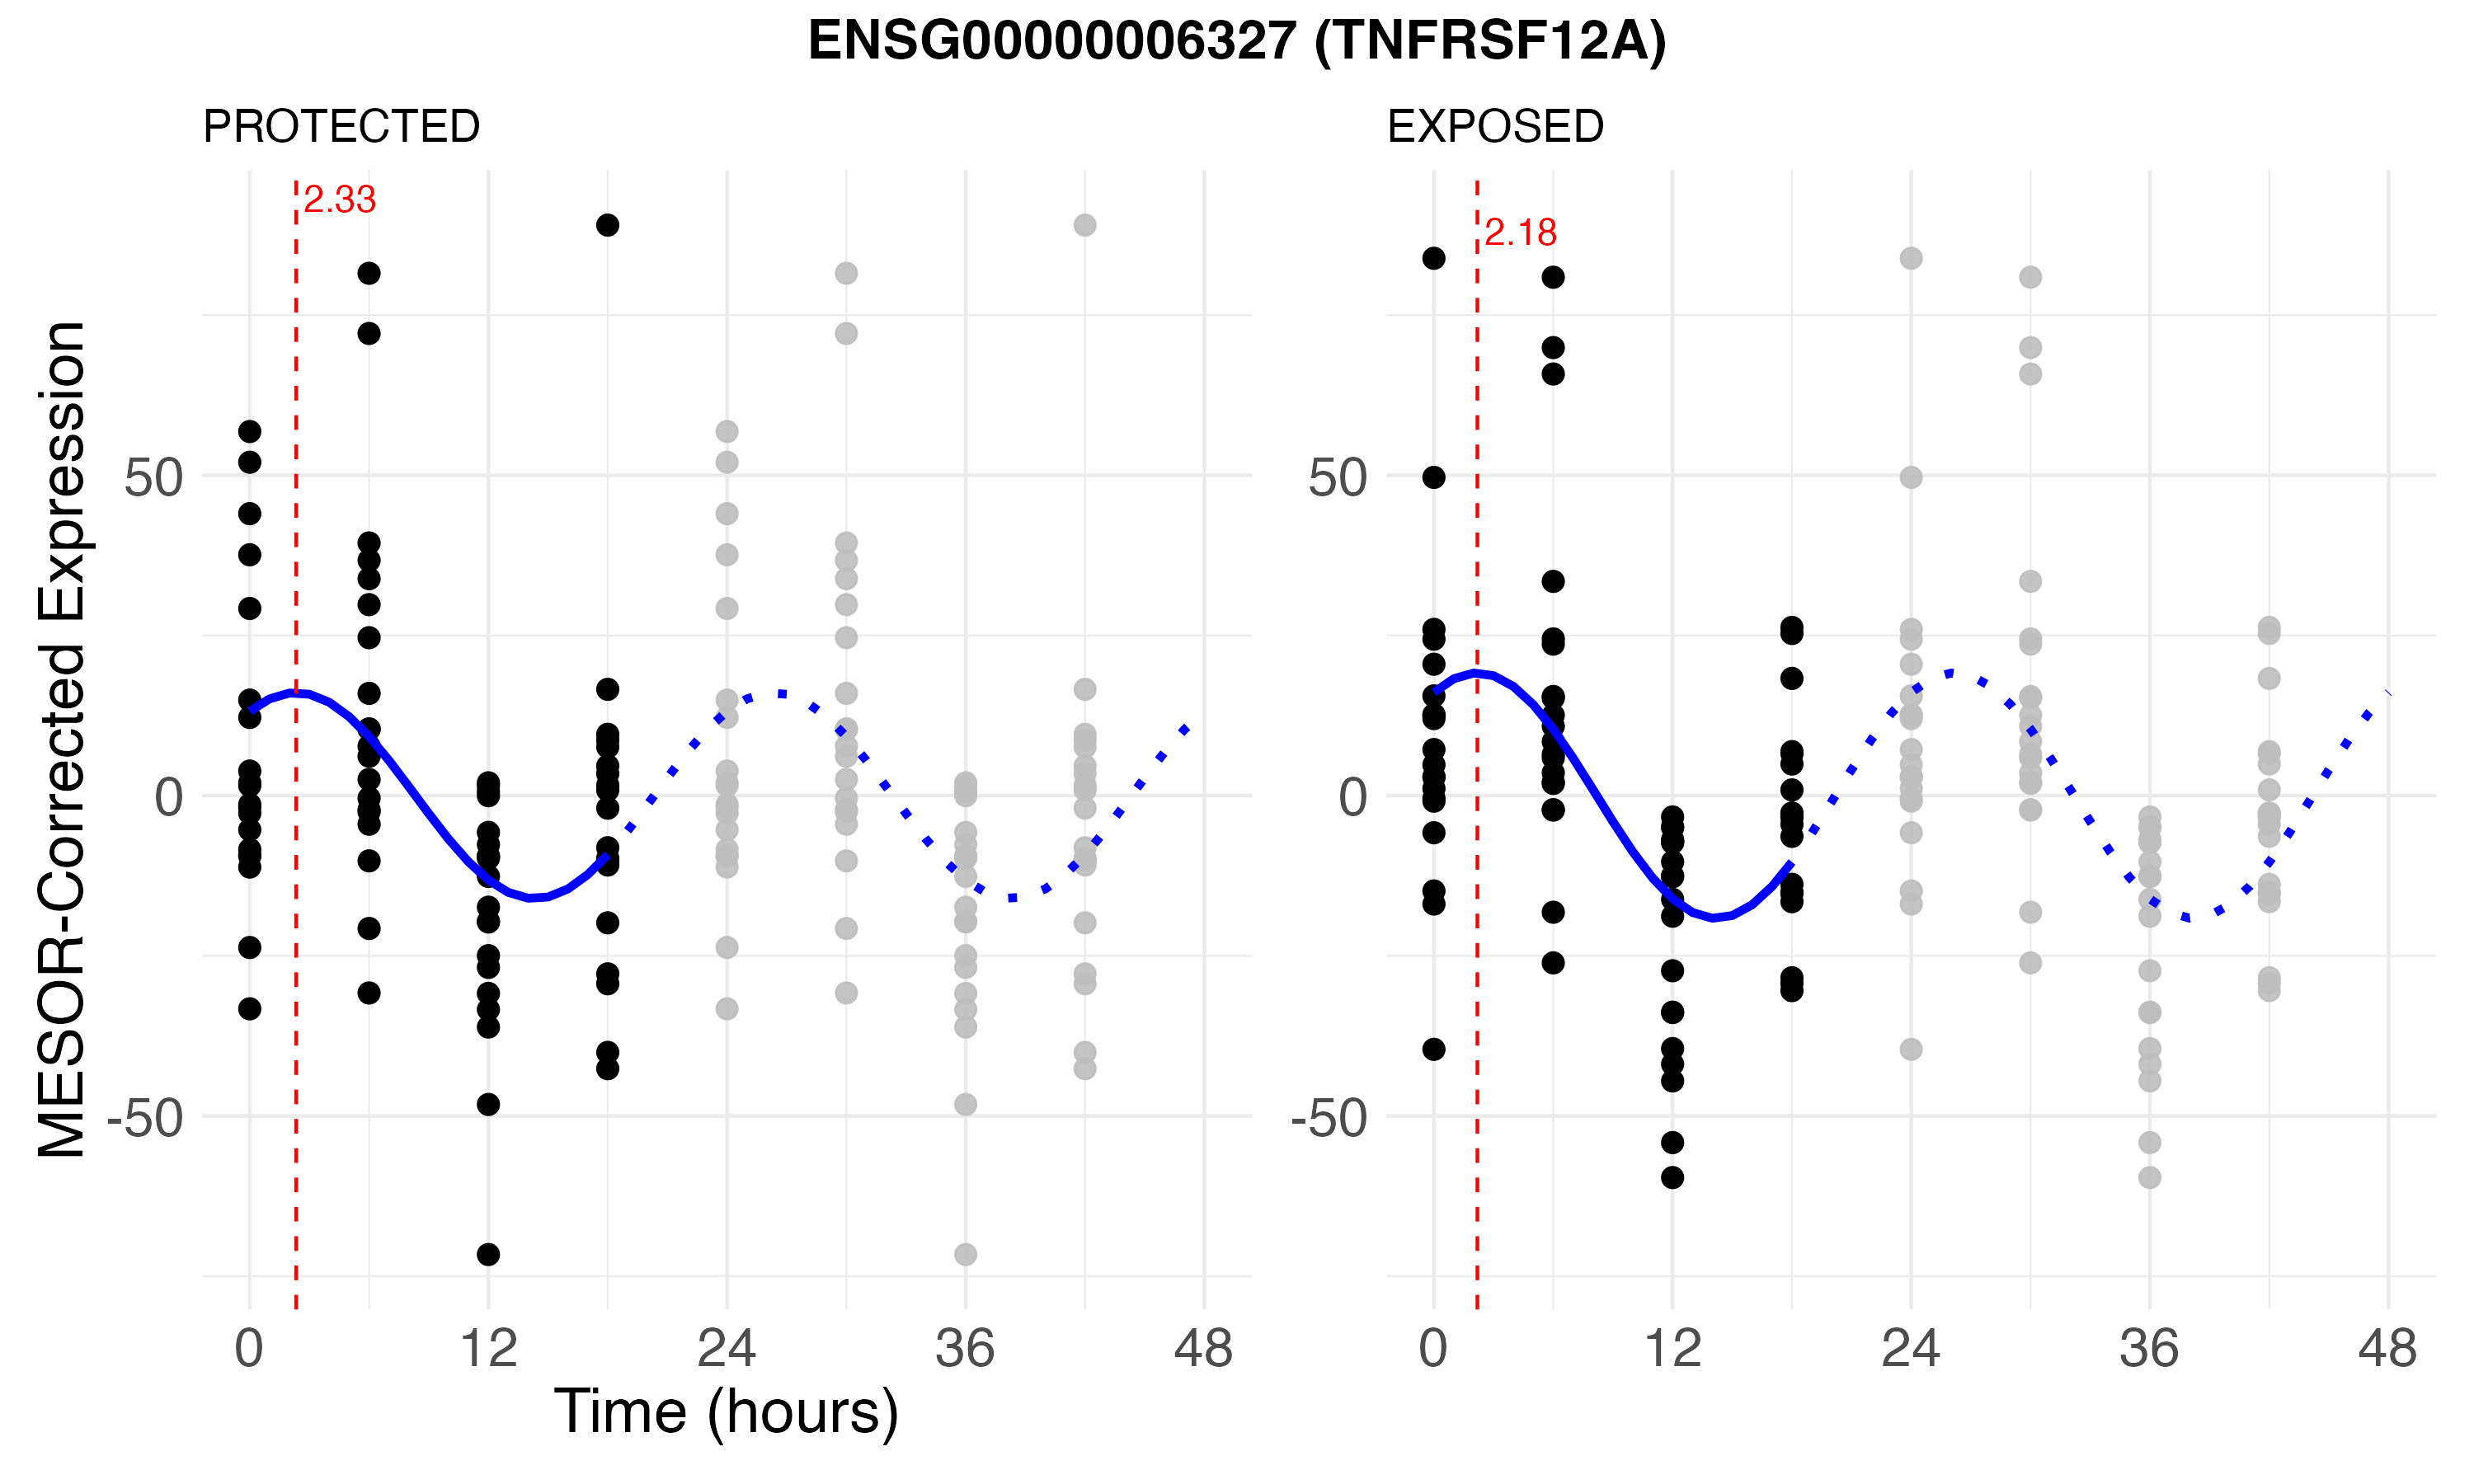 ENSG00000006327 (TNFRSF12A)
PROTECTED
EXPOSED
2.33
2.18
MESOR-Corrected Expression
50
0
-50
50
0
-50
0 12 24 36 48
0 12 24 36 48
Time (hours)